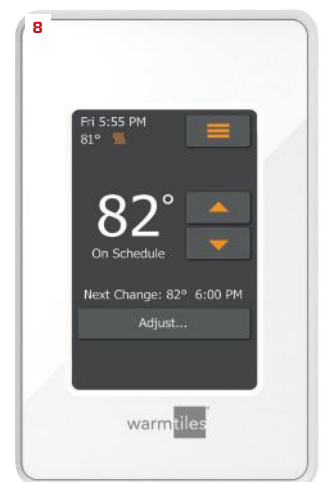 8
Fri 5:55 PM
81°
82°
On Schedule
Next Change: 82° 6:00 PM
Adjust...
warmtiles